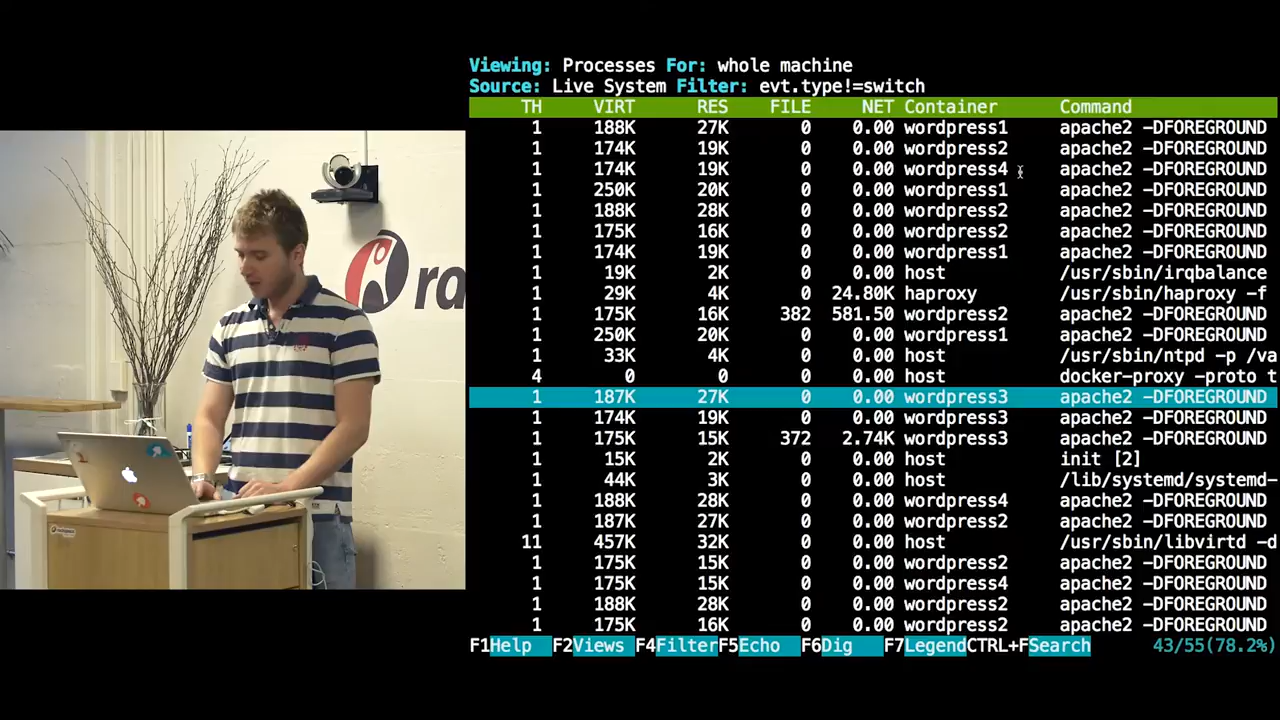 Viewing: Processes For: whole machine
Source: Live System Filter: evt.type!=switch
TH VIRT RES FILE NET Container Command
1 188K 27K 0 0.00 wordpress1 apache2 -DFOREGROUND
1 174K 19K 0 0.00 wordpress2 apache2 -DFOREGROUND
1 174K 19K 0 0.00 wordpress4 apache2 -DFOREGROUND
1 250K 20K 0 0.00 wordpress1 apache2 -DFOREGROUND
1 188K 28K 0 0.00 wordpress2 apache2 -DFOREGROUND
1 175K 16K 0 0.00 wordpress2 apache2 -DFOREGROUND
1 174K 19K 0 0.00 wordpress1 apache2 -DFOREGROUND
1 19K 2K 0 0.00 host /usr/sbin/irqbalance
1 29K 4K 0 24.80K haproxy /usr/sbin/haproxy -f
1 175K 16K 382 581.50 wordpress2 apache2 -DFOREGROUND
1 250K 20K 0 0.00 wordpress1 apache2 -DFOREGROUND
1 33K 4K 0 0.00 host /usr/sbin/ntpd -p /va
4 0 0 0 0.00 host docker-proxy -proto t
1 187K 27K 0 0.00 wordpress3 apache2 -DFOREGROUND
1 174K 19K 0 0.00 wordpress3 apache2 -DFOREGROUND
1 175K 15K 372 2.74K wordpress3 apache2 -DFOREGROUND
1 15K 2K 0 0.00 host init [2]
1 44K 3K 0 0.00 host /lib/systemd/systemd-
1 188K 28K 0 0.00 wordpress4 apache2 -DFOREGROUND
1 187K 27K 0 0.00 wordpress2 apache2 -DFOREGROUND
11 457K 32K 0 0.00 host /usr/sbin/libvirtd -d
1 175K 15K 0 0.00 wordpress2 apache2 -DFOREGROUND
1 175K 15K 0 0.00 wordpress4 apache2 -DFOREGROUND
1 188K 28K 0 0.00 wordpress2 apache2 -DFOREGROUND
1 175K 16K 0 0.00 wordpress2 apache2 -DFOREGROUND
F1Help F2Views F4FilterF5Echo F6Dig F7LegendCTRL+FSearch 43/55(78.2%)
ra